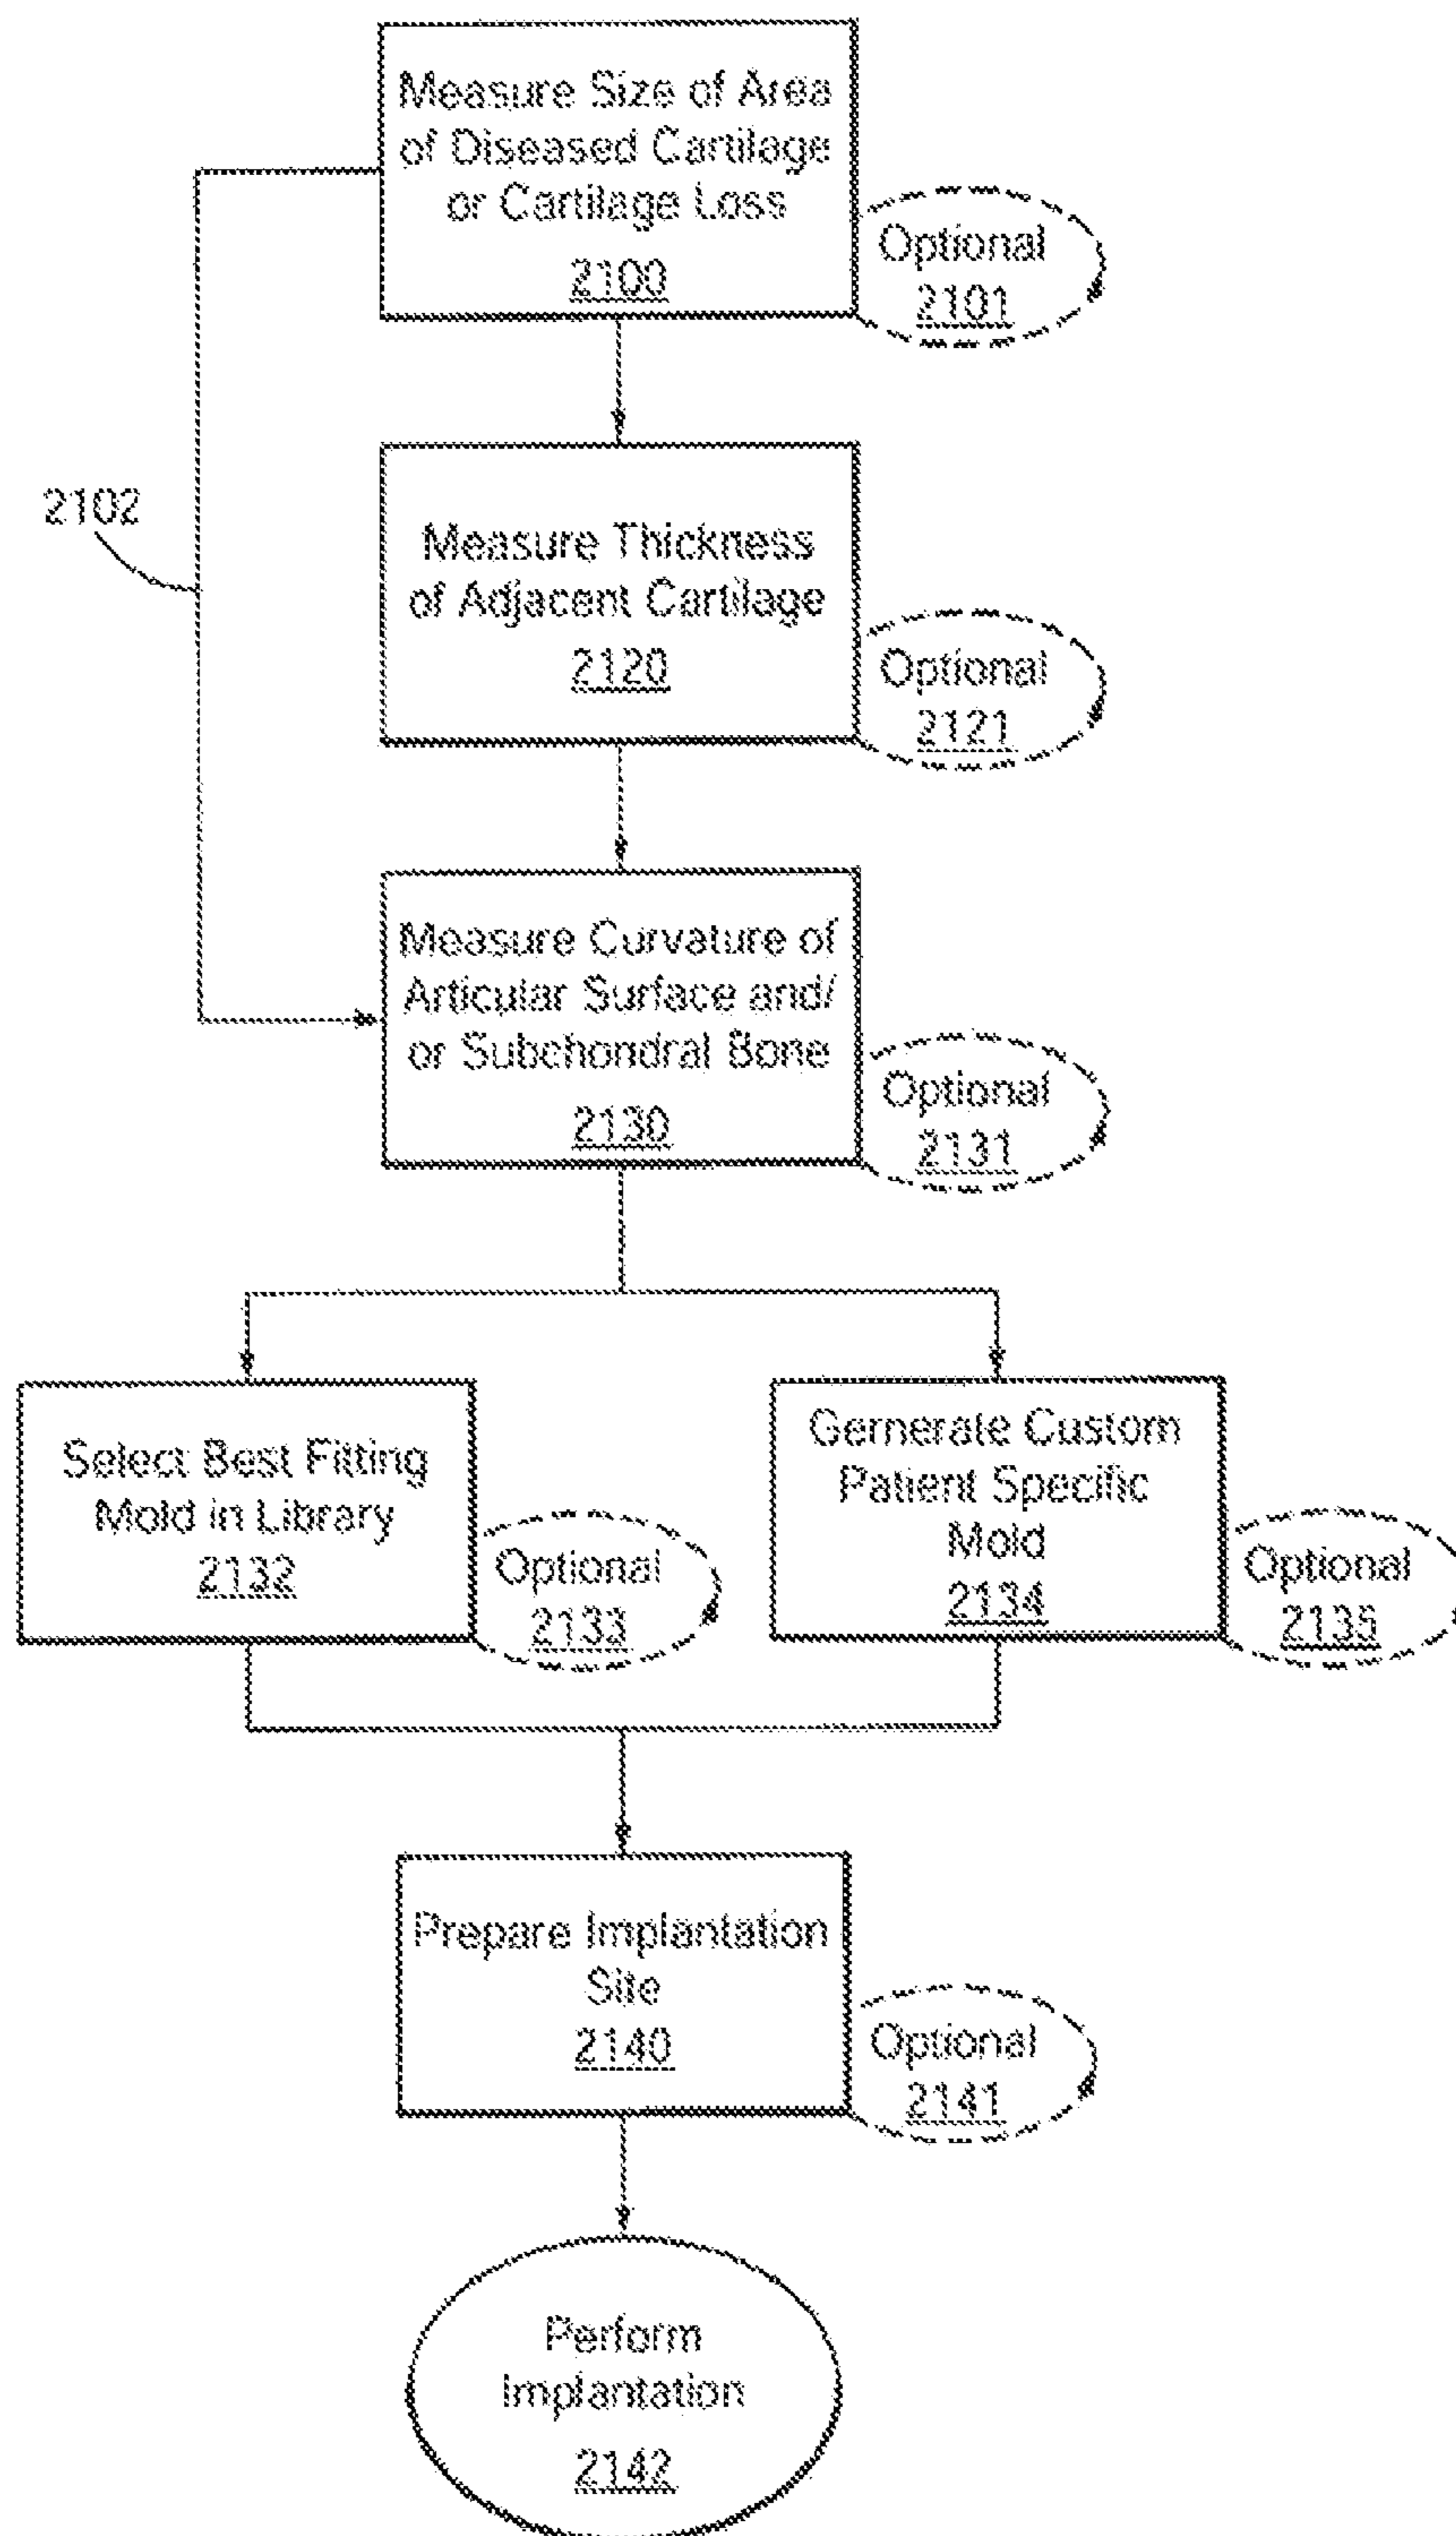 Measure Size of Area
of Diseased Cartilage
or Cartilage Loss
2100
Optional
2101
2102
Measure Thickness
of Adjacent Cartilage
2120
Optional
2121
Measure Curvature of
Articular Surface and/
or Subchondral Bone
2130
Optional
2131
Select Best Fitting
Mold in Library
2132
Optional
2133
Gernerate Custom
Patient Specific
Mold
2134
Optional
2135
Prepare Implantation
Site
2140
Optional
2141
Perform
Implantation
2142